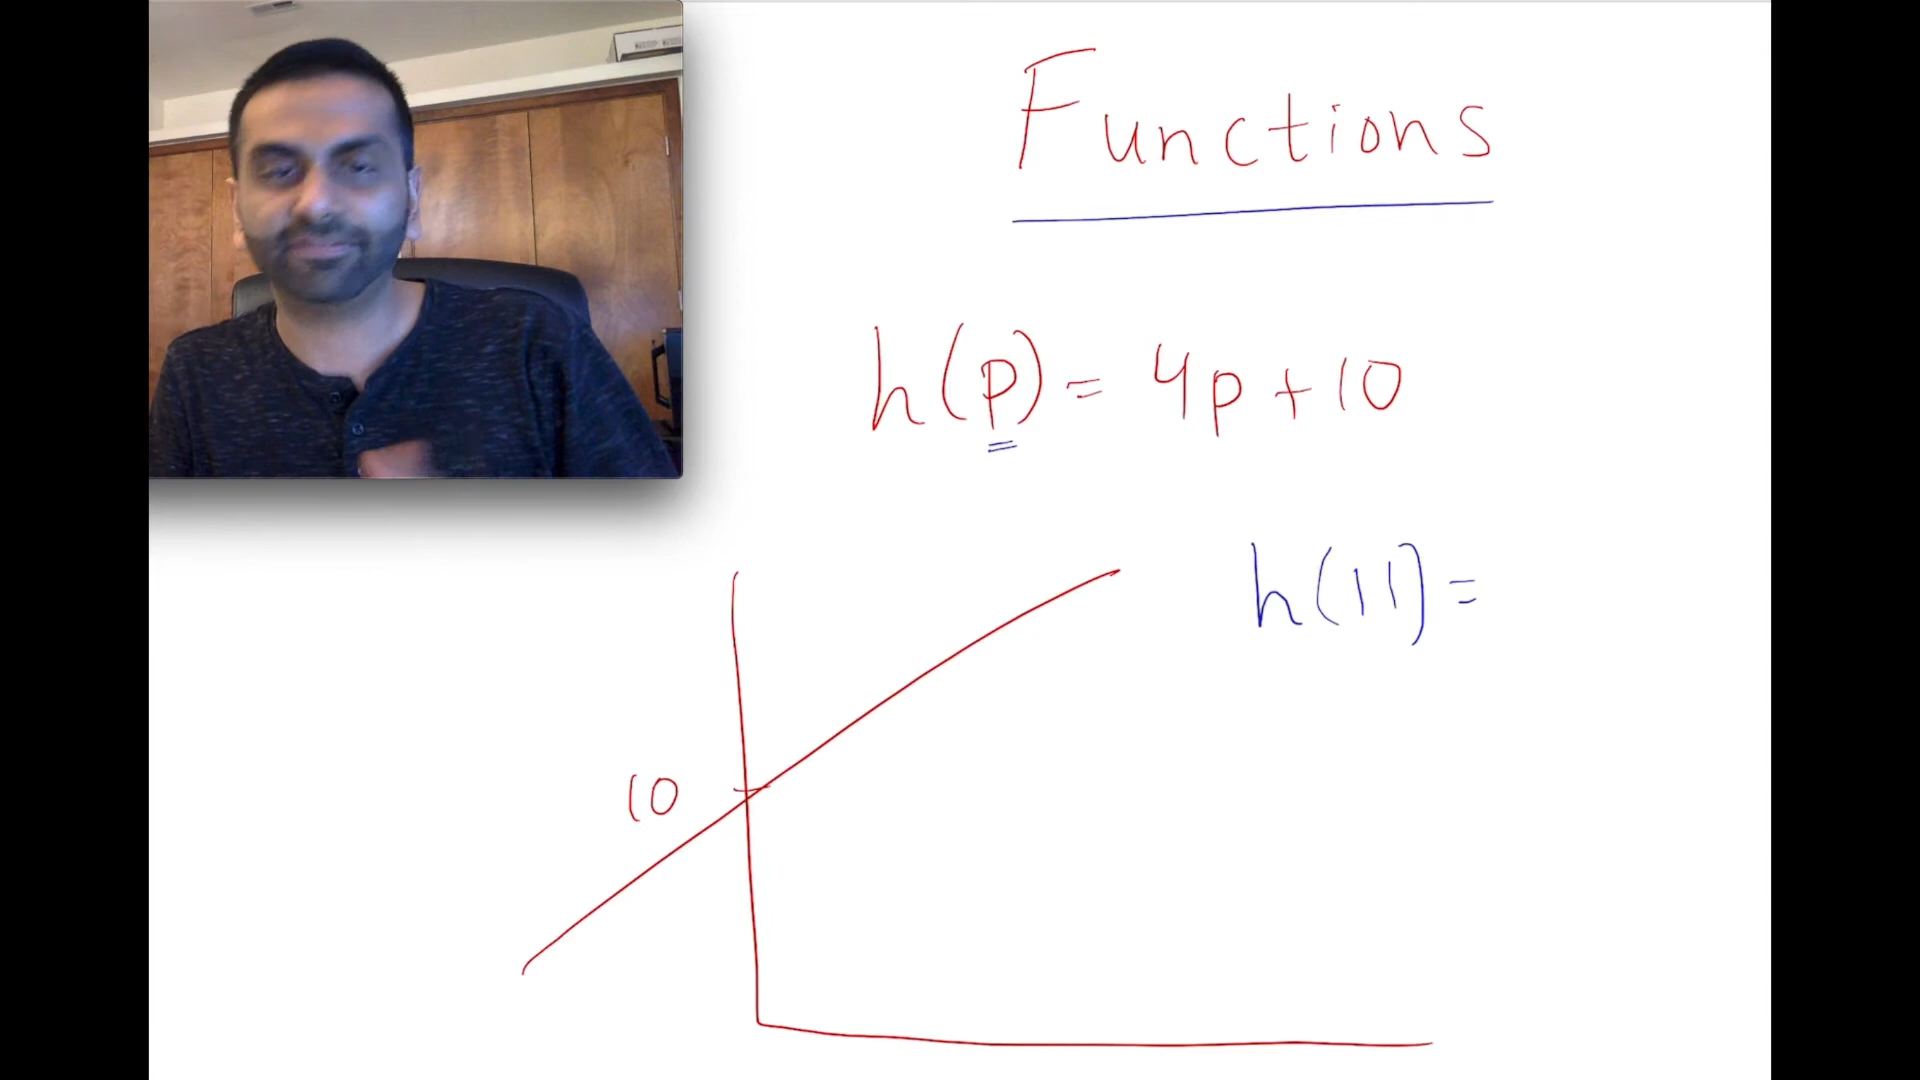 Functions
h(p) = 4p + 10
h(11) =
10